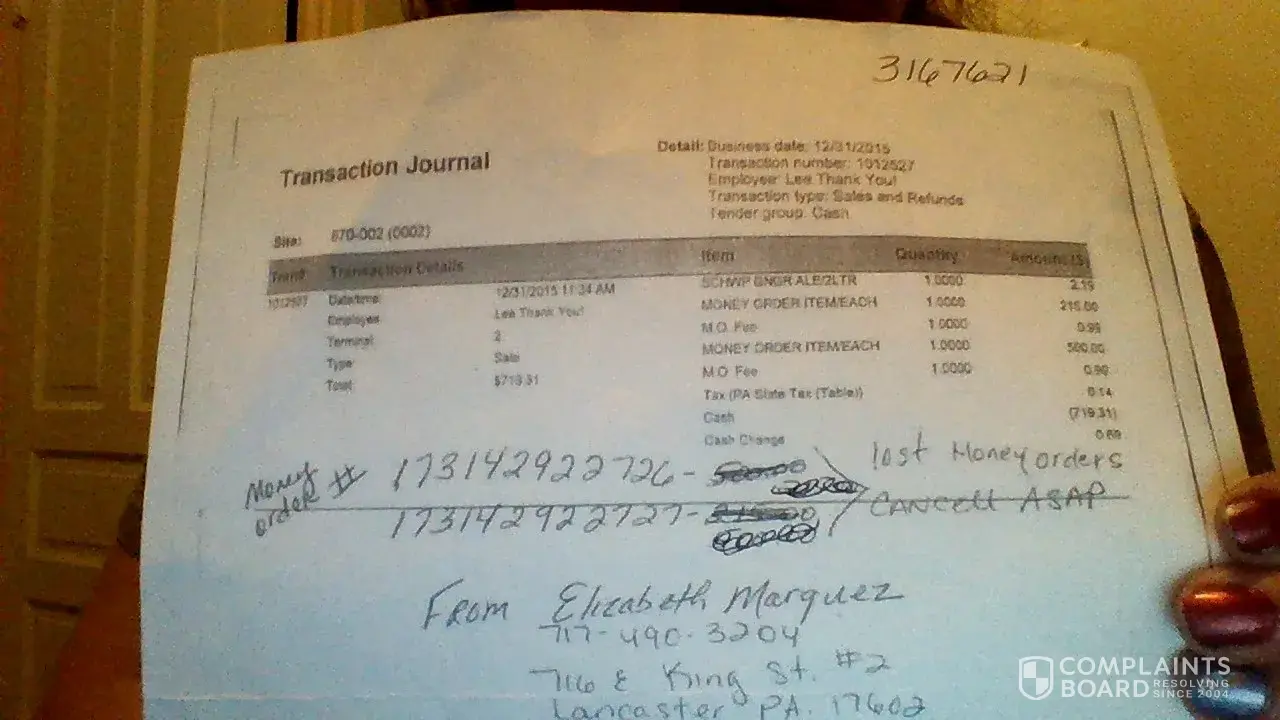 3167621
Transaction Journal
Detail: Business date: 12/31/2015
Transaction number: 1012527
Employee: Lee Thank You!
Transaction type: Sales and Refunds
Tender group: Cash
Site: 870-002 (0002)
Tran# Transaction Details Item Quantity Amount ($)
1012527 Date/time: 12/31/2015 11:34 AM SCHWP GNGR ALE/2LTR 1.0000 2.19
Employee Lee Thank You! MONEY ORDER ITEM/EACH 1.0000 215.00
Terminal 2 M.O. Fee 1.0000 0.99
Type Sale MONEY ORDER ITEM/EACH 1.0000 500.00
Total $719.31 M.O. Fee 1.0000 0.99
Tax (PA State Tax (Table)) 0.14
Cash (719.31)
Cash Change
Money order # 173142922726- lost Money orders
173142922727- CANCell ASAP
From Elizabeth Marquez
717-490-3204
716 E King St. #2
Lancaster PA. 17602
COMPLAINTS
BOARD RESOLVING SINCE 2004